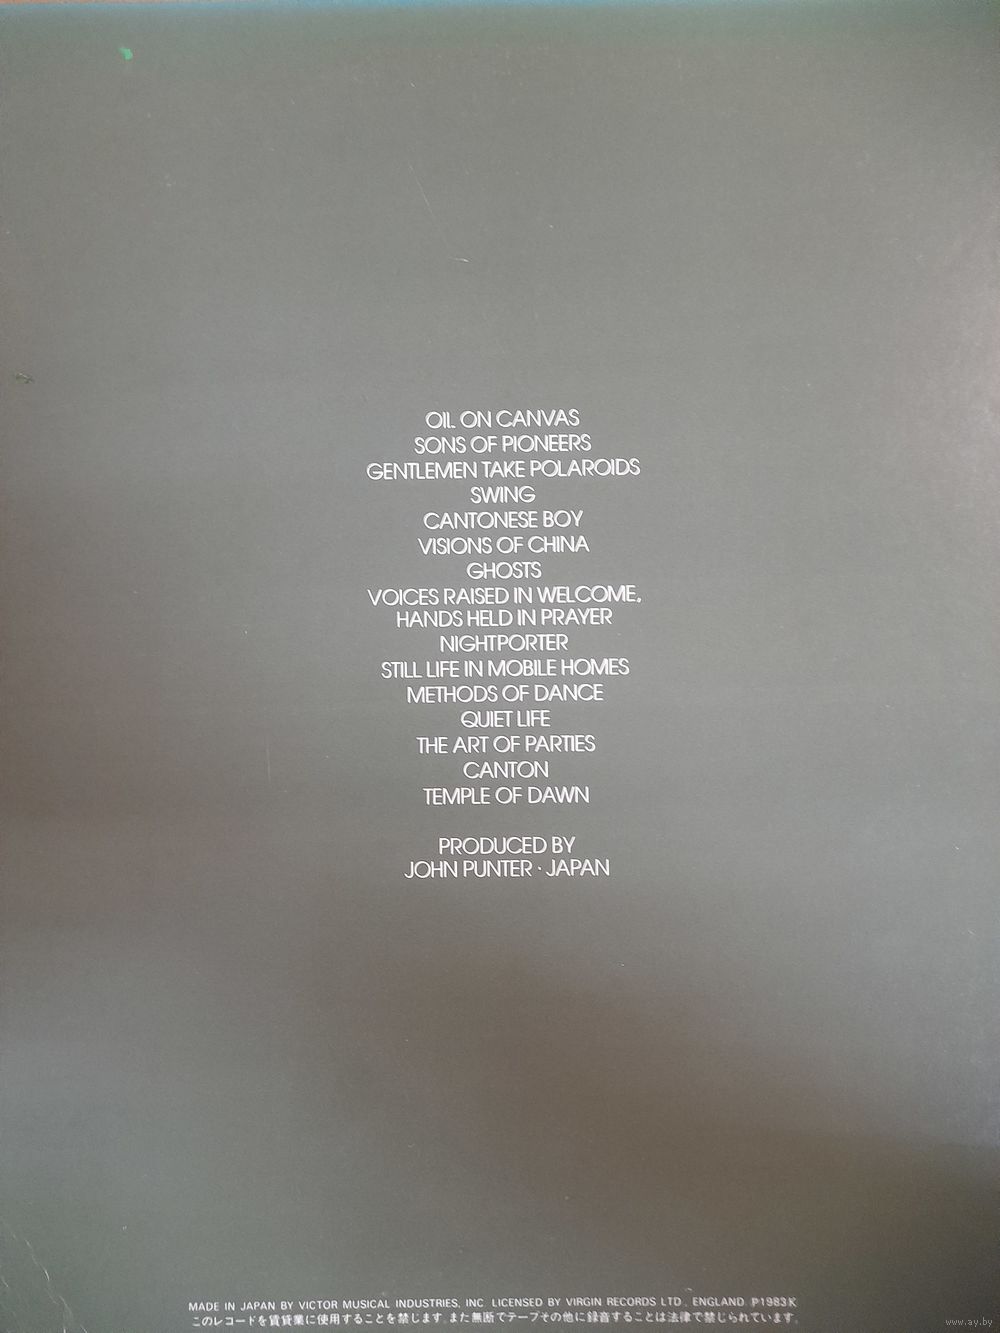 OIL ON CANVAS
SONS OF PIONEERS
GENTLEMEN TAKE POLAROIDS
SWING
CANTONESE BOY
VISIONS OF CHINA
GHOSTS
VOICES RAISED IN WELCOME,
HANDS HELD IN PRAYER
NIGHTPORTER
STILL LIFE IN MOBILE HOMES
METHODS OF DANCE
QUIET LIFE
THE ART OF PARTIES
CANTON
TEMPLE OF DAWN
PRODUCED BY
JOHN PUNTER · JAPAN
MADE IN JAPAN BY VICTOR MUSICAL INDUSTRIES, INC. LICENSED BY VIRGIN RECORDS LTD., ENGLAND ℗1983 K
このレコードを賃貸業に使用することを禁じます。また無断でテープその他に録音することは法律で禁じられています。
www.ay.by